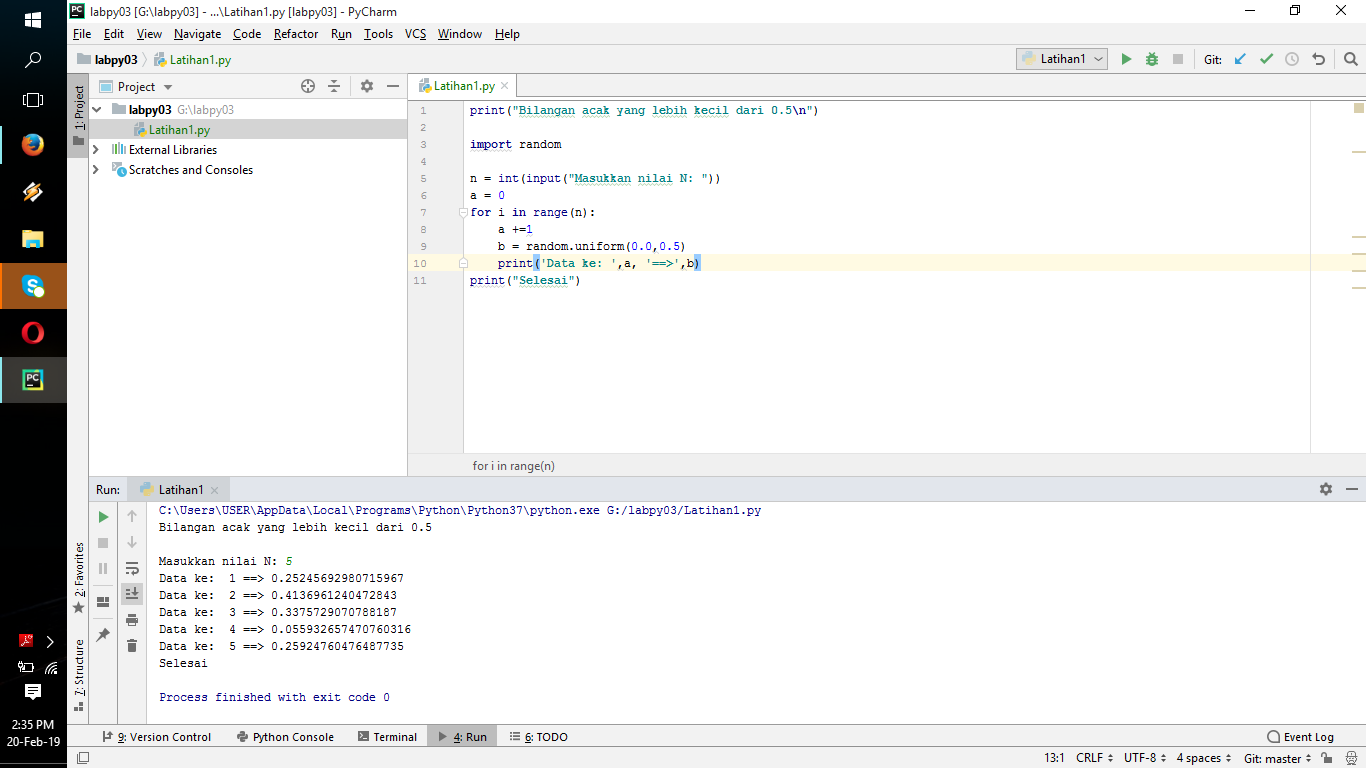 labpy03 [G:\labpy03] - ...\Latihan1.py [labpy03] - PyCharm
File Edit View Navigate Code Refactor Run Tools VCS Window Help
labpy03 Latihan1.py Latihan1 Git:
1: Project
Project
labpy03 G:\labpy03
Latihan1.py
External Libraries
Scratches and Consoles
Latihan1.py
1 print("Bilangan acak yang lebih kecil dari 0.5\n")
2
3 import random
4
5 n = int(input("Masukkan nilai N: "))
6 a = 0
7 for i in range(n):
8 a +=1
9 b = random.uniform(0.0,0.5)
10 print('Data ke: ',a, '==>',b)
11 print("Selesai")
for i in range(n)
Run: Latihan1
C:\Users\USER\AppData\Local\Programs\Python\Python37\python.exe G:/labpy03/Latihan1.py
Bilangan acak yang lebih kecil dari 0.5
Masukkan nilai N: 5
Data ke:  1 ==> 0.25245692980715967
Data ke:  2 ==> 0.4136961240472843
Data ke:  3 ==> 0.3375729070788187
Data ke:  4 ==> 0.055932657470760316
Data ke:  5 ==> 0.25924760476487735
Selesai
Process finished with exit code 0
2: Favorites
7: Structure
9: Version Control Python Console Terminal 4: Run 6: TODO Event Log
13:1 CRLF UTF-8 4 spaces Git: master
PC
PC
2:35 PM
20-Feb-19